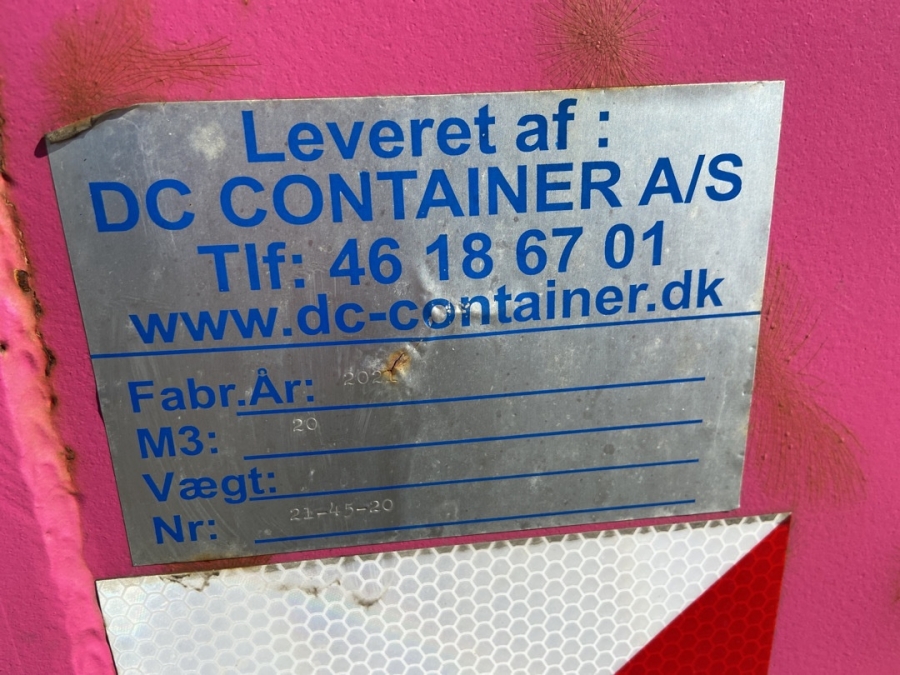 Leveret af :
DC CONTAINER A/S
Tlf: 46 18 67 01
www.dc-container.dk
Fabr.År:
M3: 20
Vægt:
Nr: 21-45-20